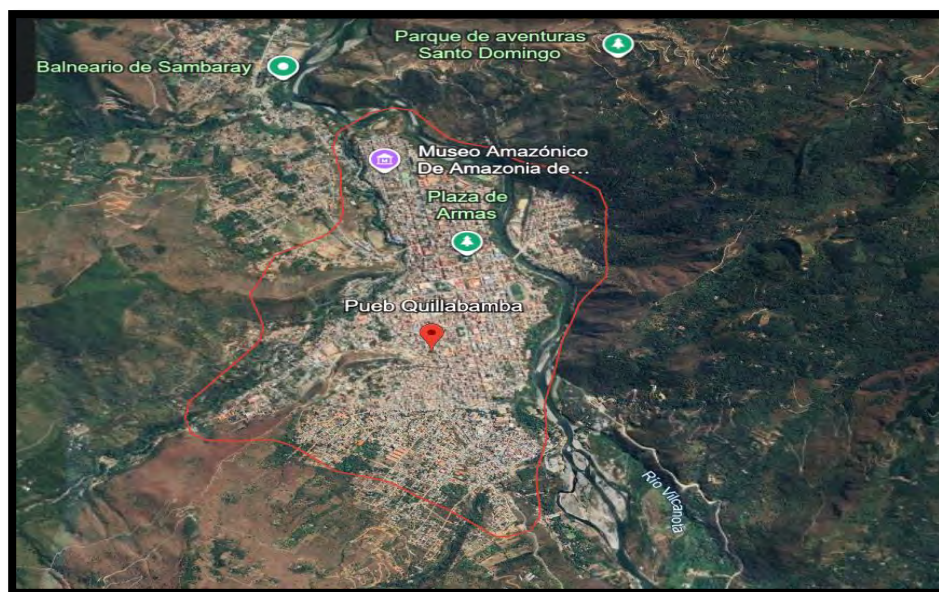 Parque de aventuras
Santo Domingo
Balneario de Sambaray
Museo Amazónico
De Amazonia de...
Plaza de
Armas
Pueb Quillabamba
Río Vilcanota